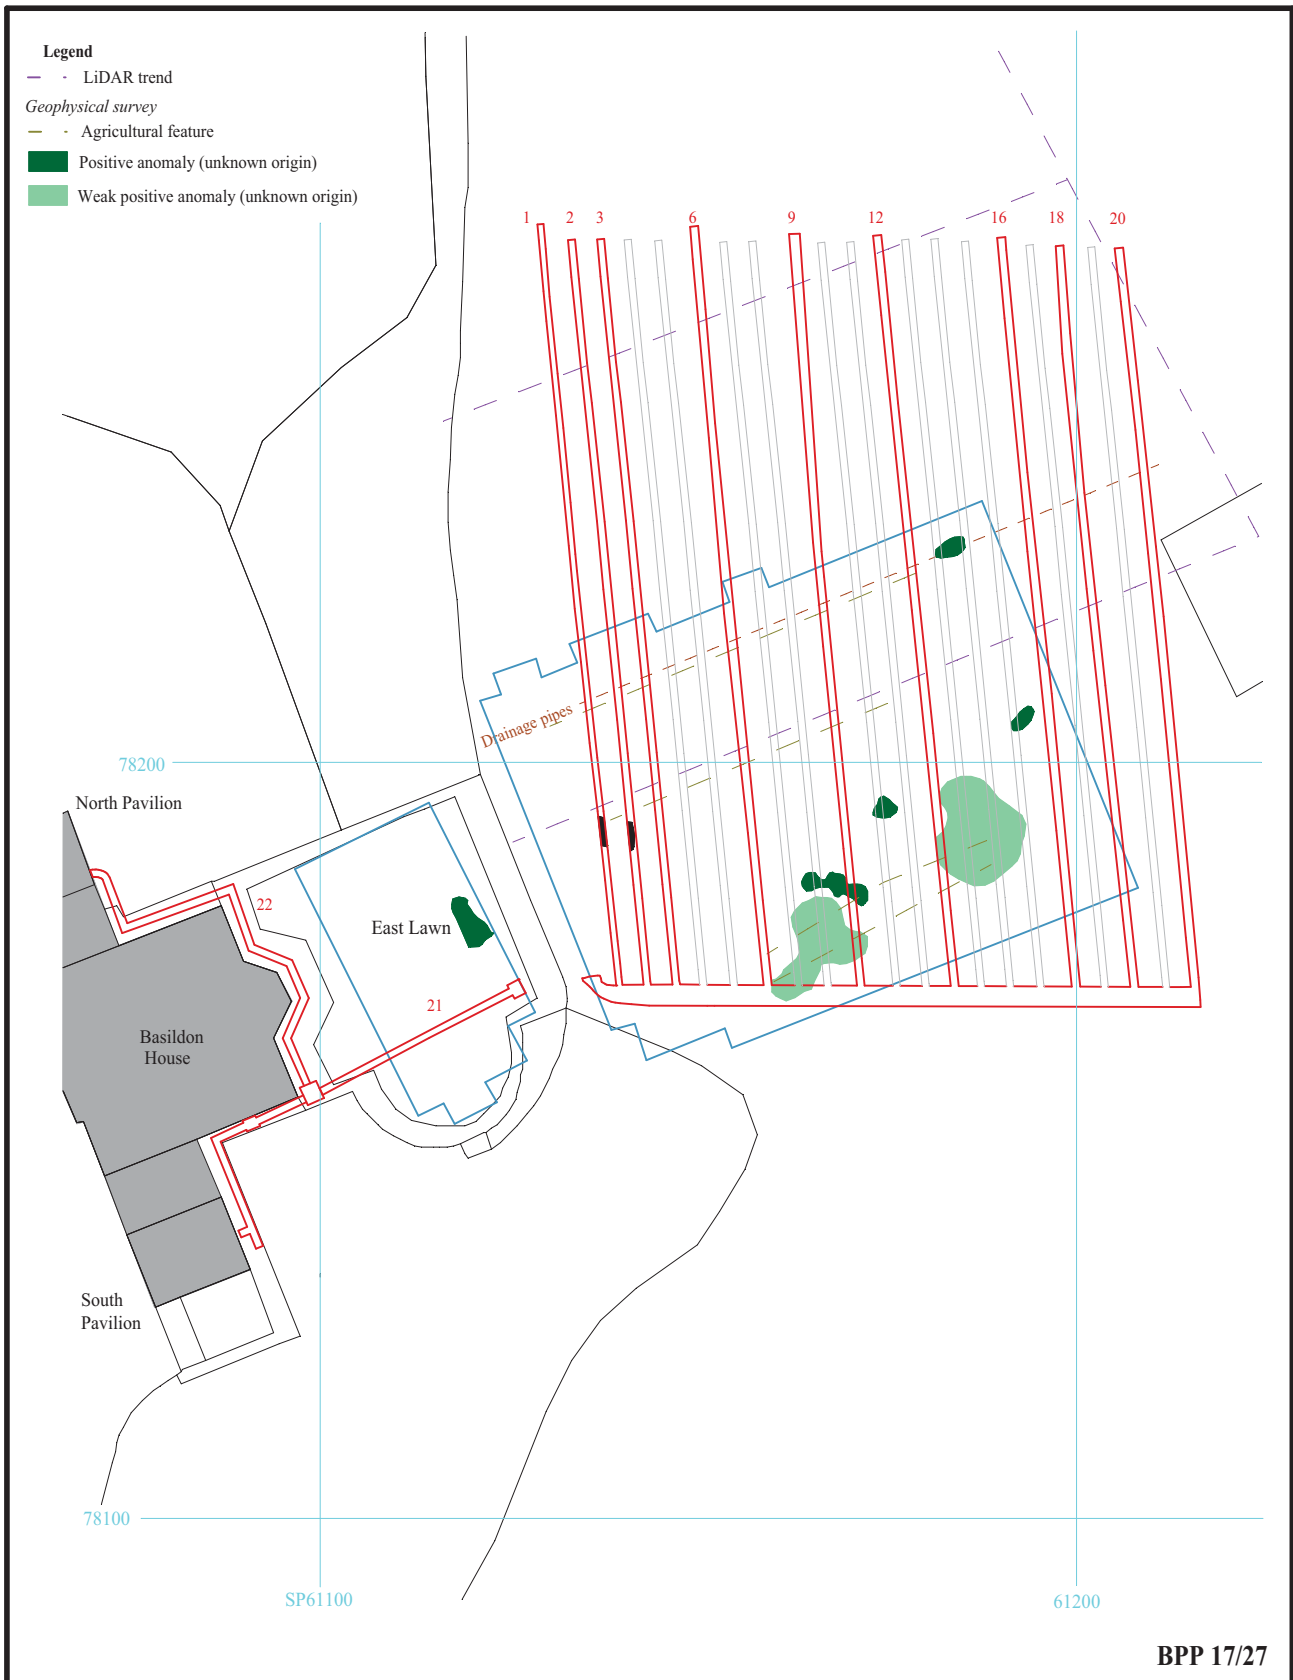 Legend
LiDAR trend
Geophysical survey
Agricultural feature
Positive anomaly (unknown origin)
Weak positive anomaly (unknown origin)
1 2 3 6 9 12 16 18 20
Drainage pipes
78200
North Pavilion
22
East Lawn
21
Basildon
House
South
Pavilion
78100
SP61100 61200
BPP 17/27